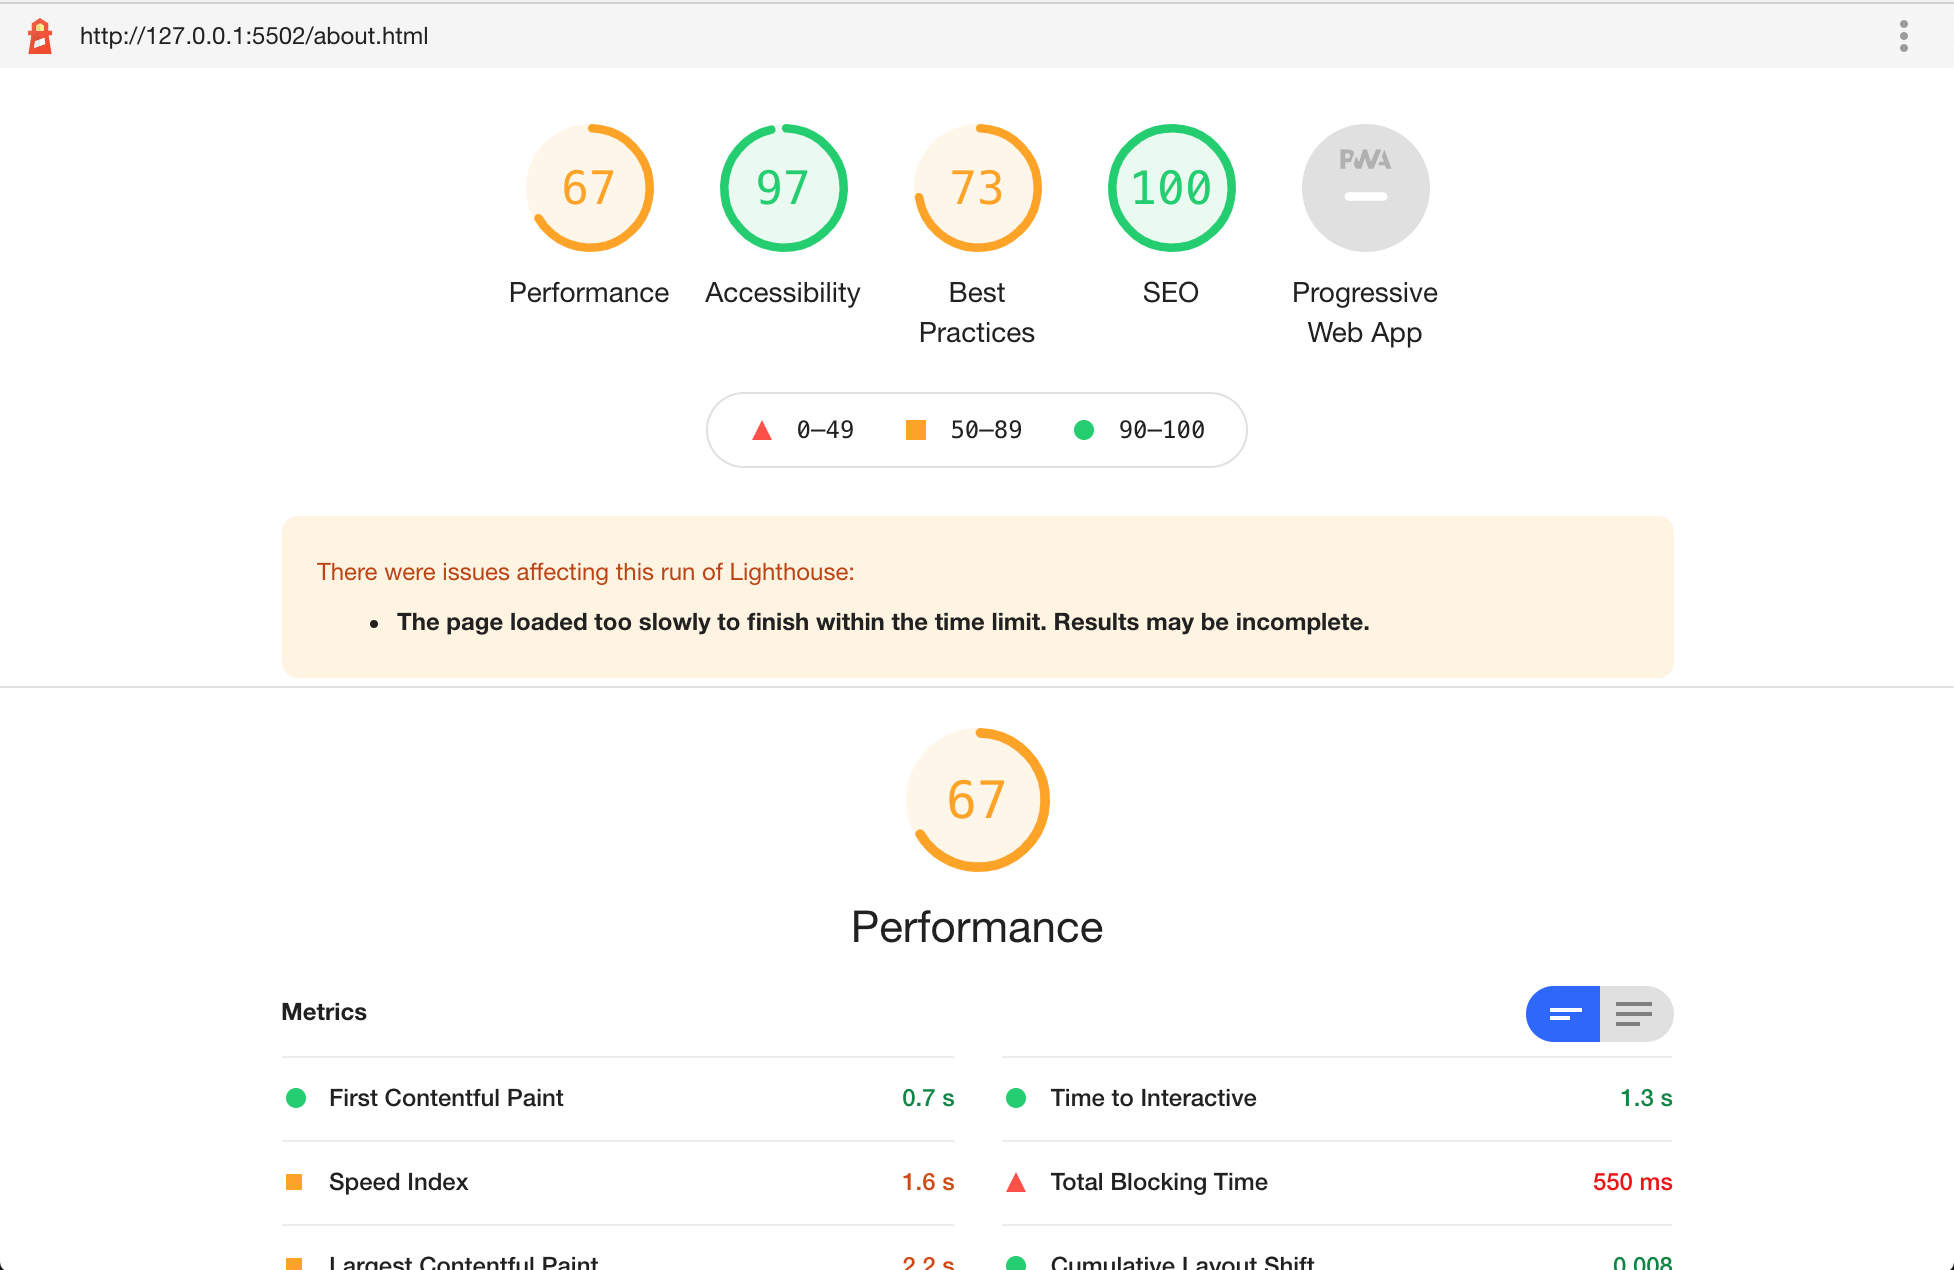 http://127.0.0.1:5502/about.html
67
97
73
100
PWA
Performance
Accessibility
Best
Practices
SEO
Progressive
Web App
0–49
50–89
90–100
There were issues affecting this run of Lighthouse:
The page loaded too slowly to finish within the time limit. Results may be incomplete.
67
Performance
Metrics
First Contentful Paint 0.7 s
Time to Interactive 1.3 s
Speed Index 1.6 s
Total Blocking Time 550 ms
Largest Contentful Paint 2.2 s
Cumulative Layout Shift 0.008